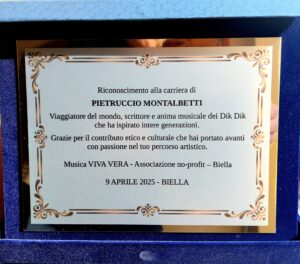 Riconoscimento alla carriera di
PIETRUCCIO MONTALBETTI
Viaggiatore del mondo, scrittore e anima musicale dei Dik Dik
che ha ispirato intere generazioni.
Grazie per il contributo etico e culturale che hai portato avanti
con passione nel tuo percorso artistico.
Musica VIVA VERA - Associazione no-profit – Biella
9 APRILE 2025 - BIELLA